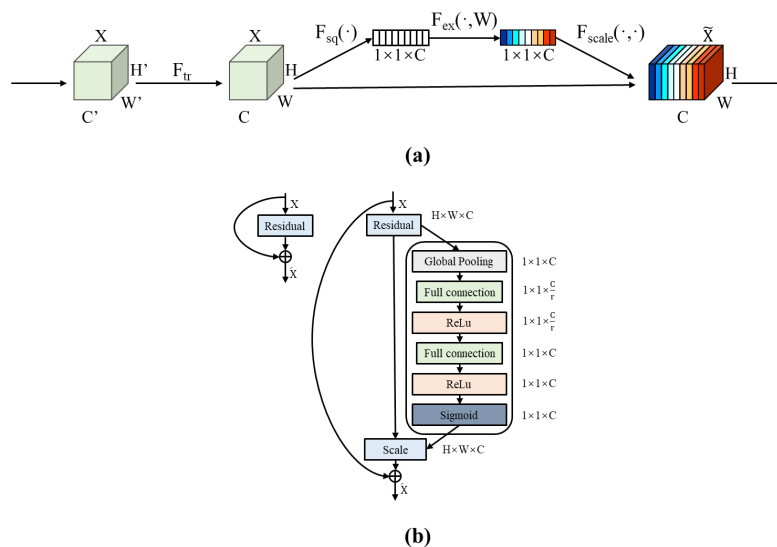 X
H'
W'
C'
F_tr
X
H
W
C
F_sq(·)
1×1×C
F_ex(·,W)
1×1×C
F_scale(·,·)
X̃
H
W
C
(a)
X
Residual
X̃
X
Residual
H×W×C
Global Pooling
1×1×C
Full connection
1×1×C/r
ReLu
1×1×C/r
Full connection
1×1×C
ReLu
1×1×C
Sigmoid
1×1×C
Scale
H×W×C
X̃
(b)